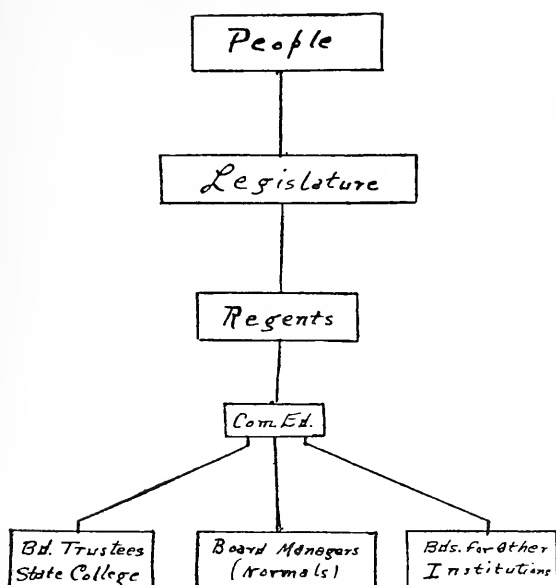 People
Legislature
Regents
Com. Ed.
Bd. Trustees
State College
Board Managers
(Normals)
Bds. for Other
Institutions